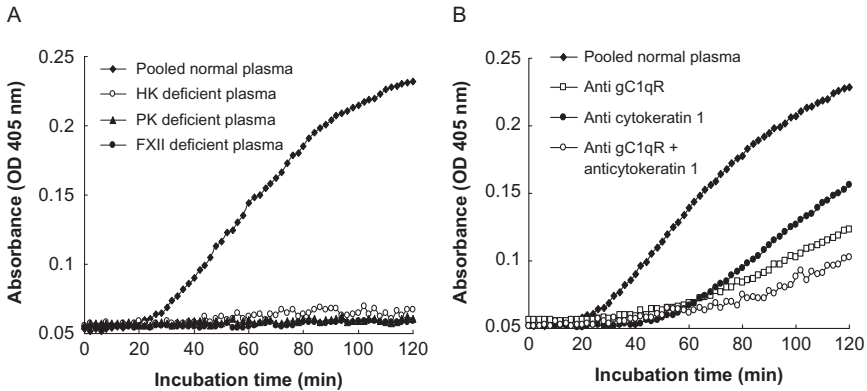 A
Absorbance (OD 405 nm)
0.25
0.2
0.15
0.1
0.05
Pooled normal plasma
HK deficient plasma
PK deficient plasma
FXII deficient plasma
0 20 40 60 80 100 120
Incubation time (min)
B
Absorbance (OD 405 nm)
0.25
0.2
0.15
0.1
0.05
Pooled normal plasma
Anti gC1qR
Anti cytokeratin 1
Anti gC1qR +
anticytokeratin 1
0 20 40 60 80 100 120
Incubation time (min)